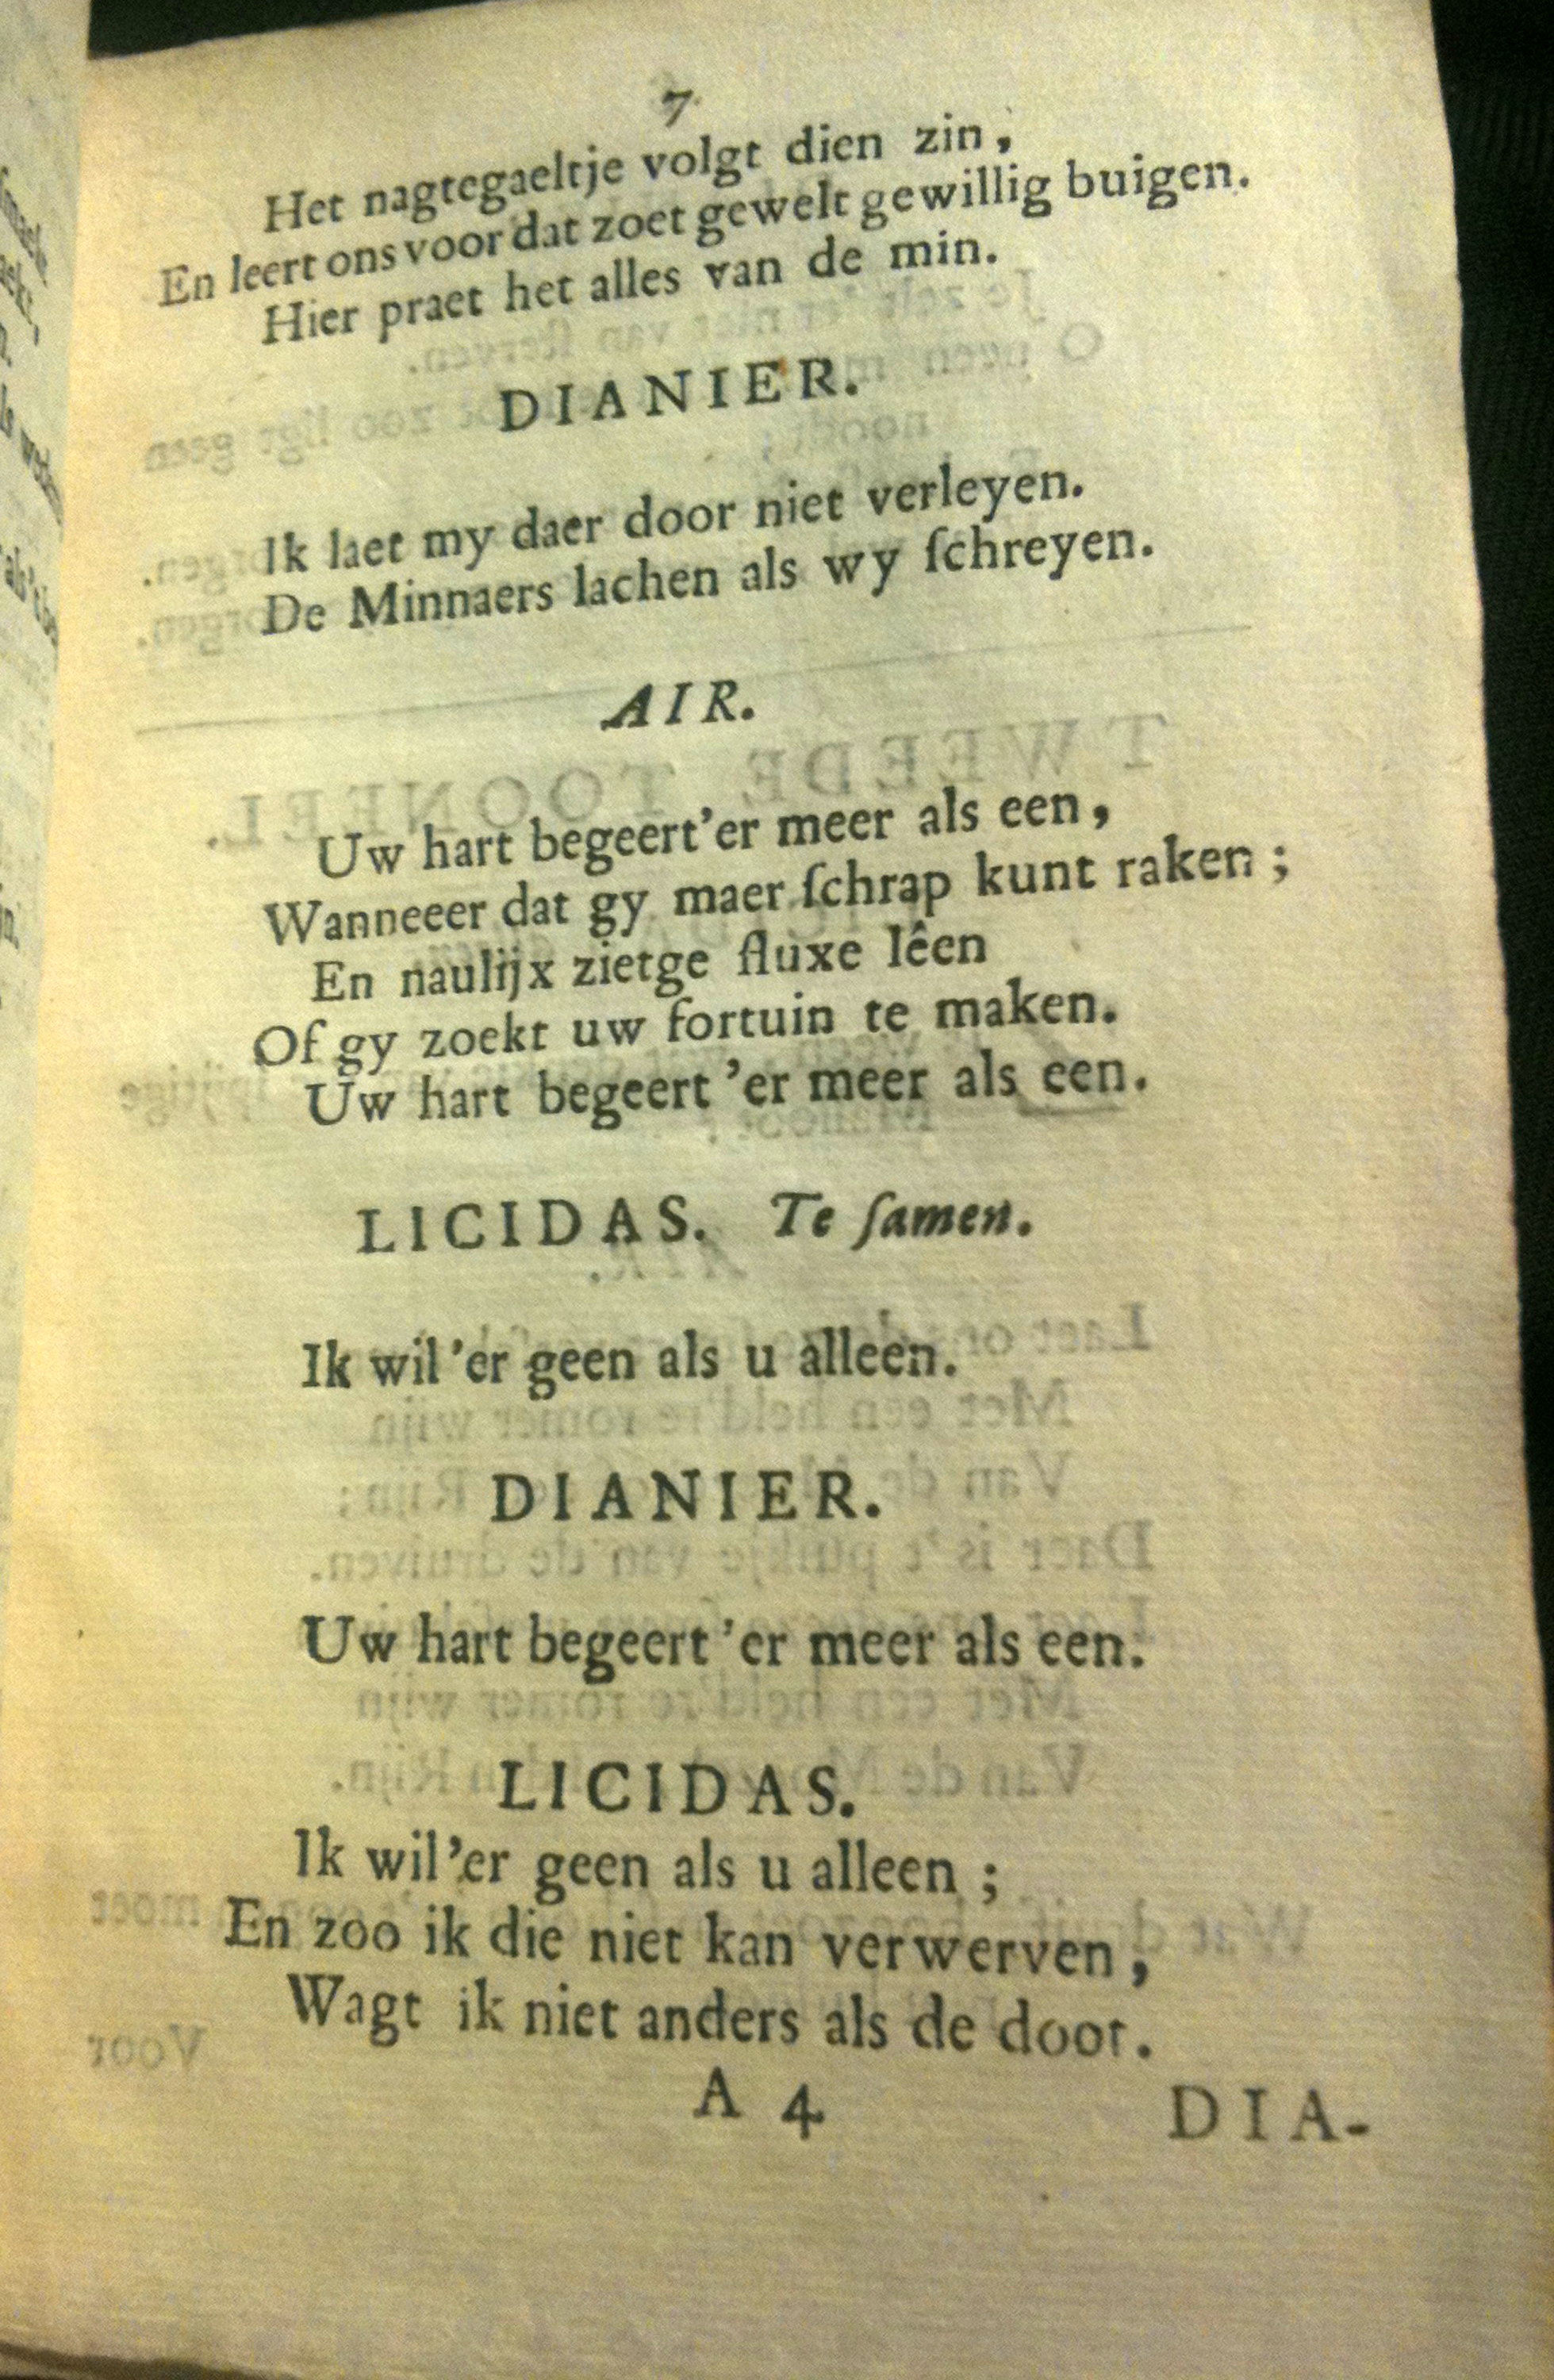 7
Het nagtegaeltje volgt dien zin,
En leert ons voor dat zoet gewelt gewillig buigen.
Hier praet het alles van de min.
DIANIER.
Ik laet my daer door niet verleyen.
De Minnaers lachen als wy ſchreyen.
AIR.
Uw hart begeert'er meer als een,
Wanneeer dat gy maer ſchrap kunt raken;
En naulijx zietge fluxe lêen
Of gy zoekt uw fortuin te maken.
Uw hart begeert 'er meer als een.
LICIDAS. Te ſamen.
Ik wil 'er geen als u alleen.
DIANIER.
Uw hart begeert 'er meer als een.
LICIDAS.
Ik wil'er geen als u alleen;
En zoo ik die niet kan verwerven,
Wagt ik niet anders als de doot.
A 4 DIA-